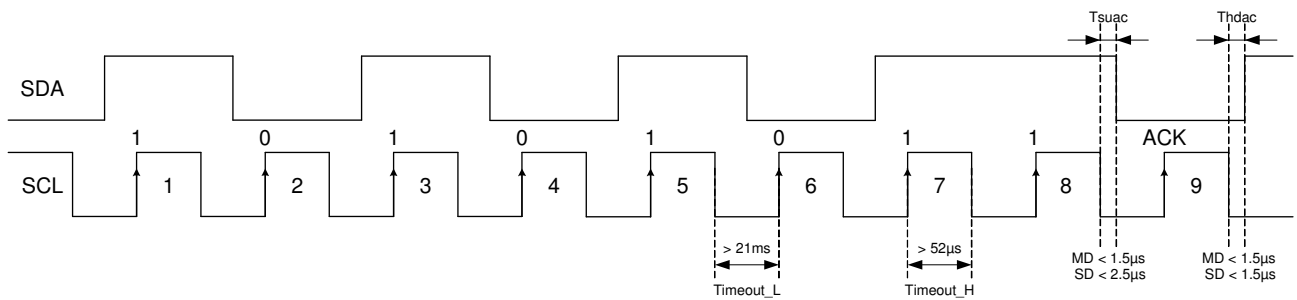 Tsuac Thdac
SDA
1 0 1 0 1 0 1 1 ACK
SCL 1 2 3 4 5 6 7 8 9
> 21ms > 52µs MD < 1.5µs MD < 1.5µs
SD < 2.5µs SD < 1.5µs
Timeout_L Timeout_H